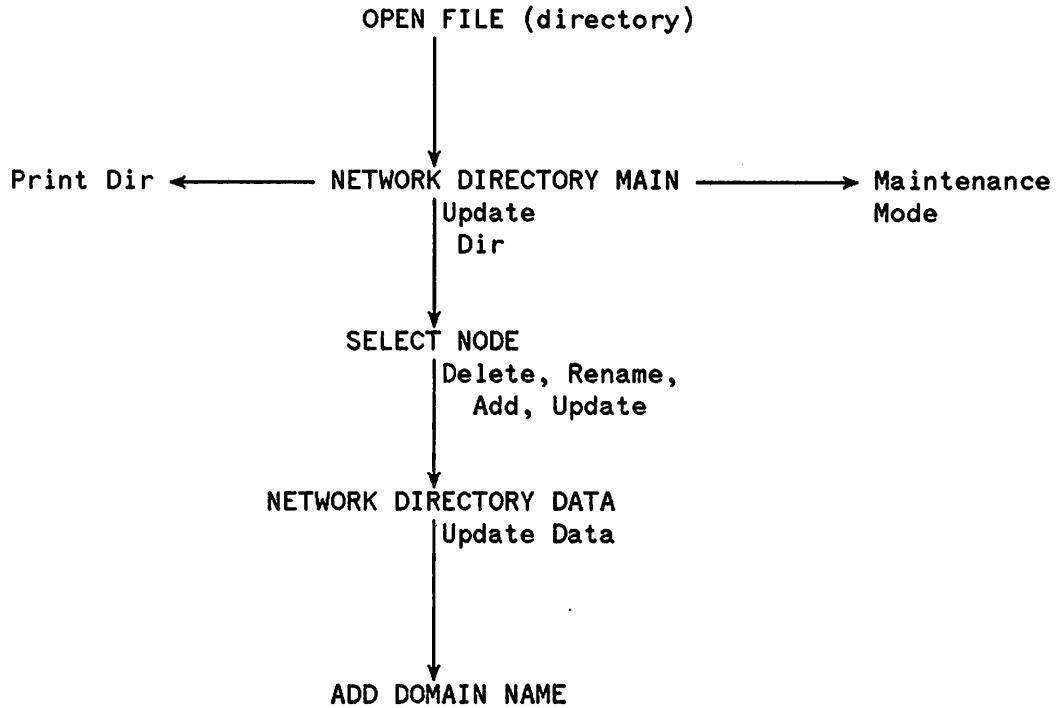 OPEN FILE (directory)
Print Dir
NETWORK DIRECTORY MAIN
Maintenance
Mode
Update
Dir
SELECT NODE
Delete, Rename,
Add, Update
NETWORK DIRECTORY DATA
Update Data
ADD DOMAIN NAME